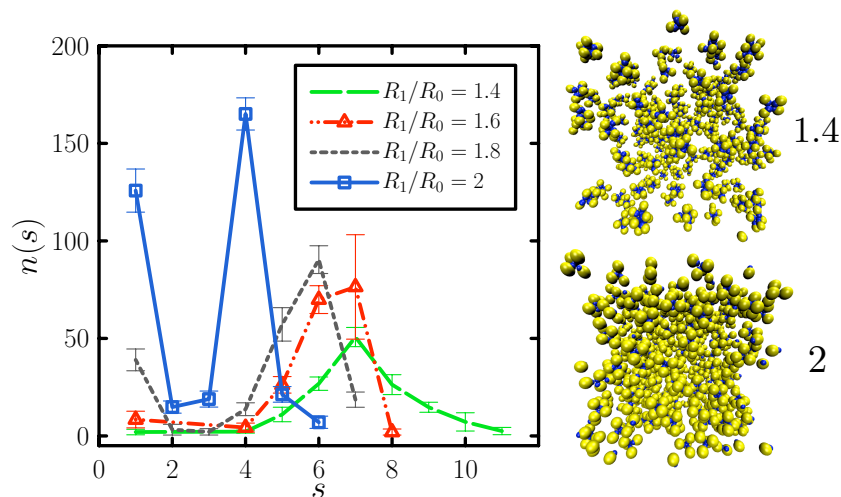 200
150
100
50
0
n(s)
0 2 4 6 8 10
s
R₁/R₀ = 1.4
R₁/R₀ = 1.6
R₁/R₀ = 1.8
R₁/R₀ = 2
1.4
2